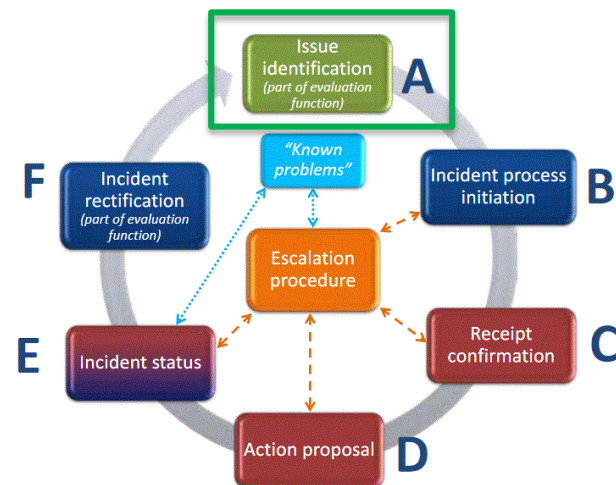 Issue
identification
(part of evaluation
function)
A
"Known
problems"
F
Incident
rectification
(part of evaluation
function)
Incident process
initiation
B
Escalation
procedure
E
Incident status
Receipt
confirmation
C
Action proposal
D